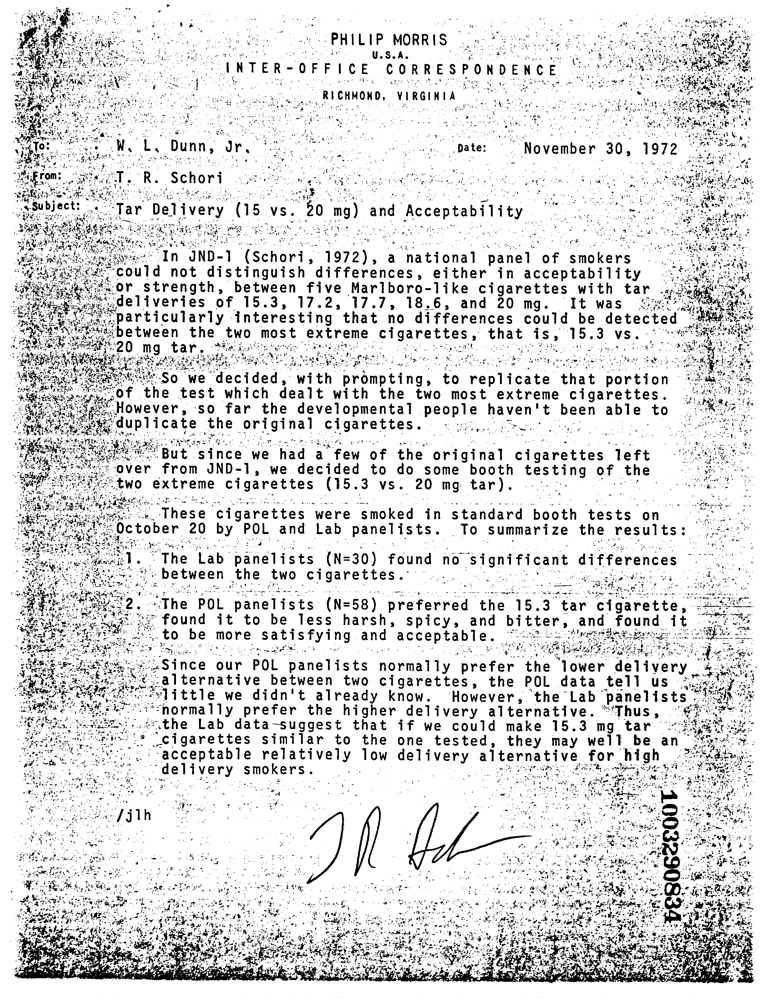 PHILIP MORRIS
U.S.A.
INTER-OFFICE CORRESPONDENCE
RICHMOND, VIRGINIA
To: W. L. Dunn, Jr. Date: November 30, 1972
From: T. R. Schori
Subject: Tar Delivery (15 vs. 20 mg) and Acceptability
In JND-1 (Schori, 1972), a national panel of smokers
could not distinguish differences, either in acceptability
or strength, between five Marlboro-like cigarettes with tar
deliveries of 15.3, 17.2, 17.7, 18.6, and 20 mg. It was
particularly interesting that no differences could be detected
between the two most extreme cigarettes, that is, 15.3 vs.
20 mg tar.
So we decided, with prompting, to replicate that portion
of the test which dealt with the two most extreme cigarettes.
However, so far the developmental people haven't been able to
duplicate the original cigarettes.
But since we had a few of the original cigarettes left
over from JND-1, we decided to do some booth testing of the
two extreme cigarettes (15.3 vs. 20 mg tar).
These cigarettes were smoked in standard booth tests on
October 20 by POL and Lab panelists. To summarize the results:
1. The Lab panelists (N=30) found no significant differences
between the two cigarettes.
2. The POL panelists (N=58) preferred the 15.3 tar cigarette,
found it to be less harsh, spicy, and bitter, and found it
to be more satisfying and acceptable.
Since our POL panelists normally prefer the lower delivery
alternative between two cigarettes, the POL data tell us
little we didn't already know. However, the Lab panelists
normally prefer the higher delivery alternative. Thus,
the Lab data suggest that if we could make 15.3 mg tar
cigarettes similar to the one tested, they may well be an
acceptable relatively low delivery alternative for high
delivery smokers.
/jlh
1003290834